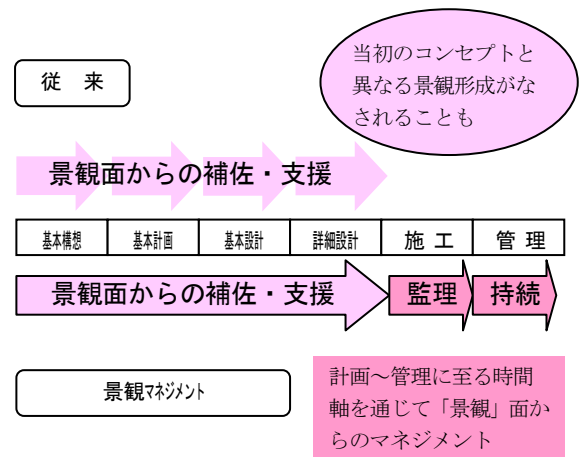 従 来
当初のコンセプトと
異なる景観形成がな
されることも
景観面からの補佐・支援
基本構想 基本計画 基本設計 詳細設計 施 工 管 理
景観面からの補佐・支援 監理 持続
景観マネジメント
計画～管理に至る時間
軸を通じて「景観」面か
らのマネジメント